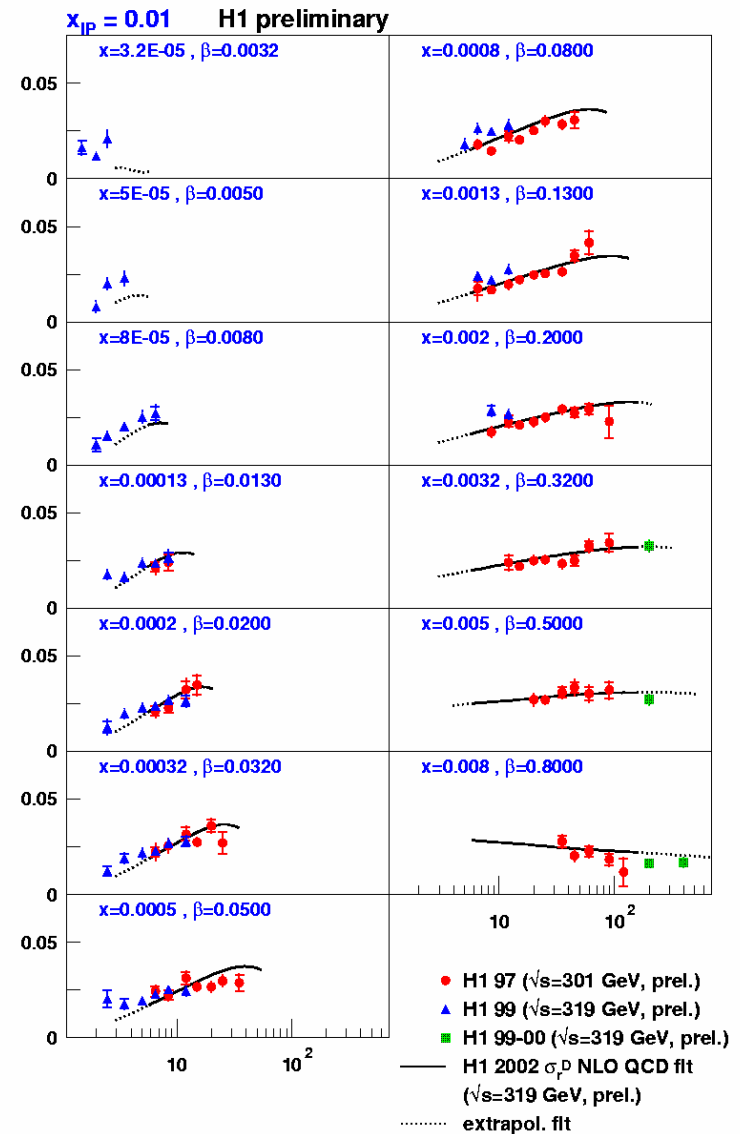 x_IP = 0.01 H1 preliminary
x=3.2E-05 , β=0.0032
x=0.0008 , β=0.0800
0.05
0
x=5E-05 , β=0.0050
x=0.0013 , β=0.1300
0.05
0
x=8E-05 , β=0.0080
x=0.002 , β=0.2000
0.05
0
x=0.00013 , β=0.0130
x=0.0032 , β=0.3200
0.05
0
x=0.0002 , β=0.0200
x=0.005 , β=0.5000
0.05
0
x=0.00032 , β=0.0320
x=0.008 , β=0.8000
0.05
0
10 10²
x=0.0005 , β=0.0500
0.05
0
10 10²
H1 97 (√s=301 GeV, prel.)
H1 99 (√s=319 GeV, prel.)
H1 99-00 (√s=319 GeV, prel.)
H1 2002 σ_r^D NLO QCD fit
(√s=319 GeV, prel.)
extrapol. fit